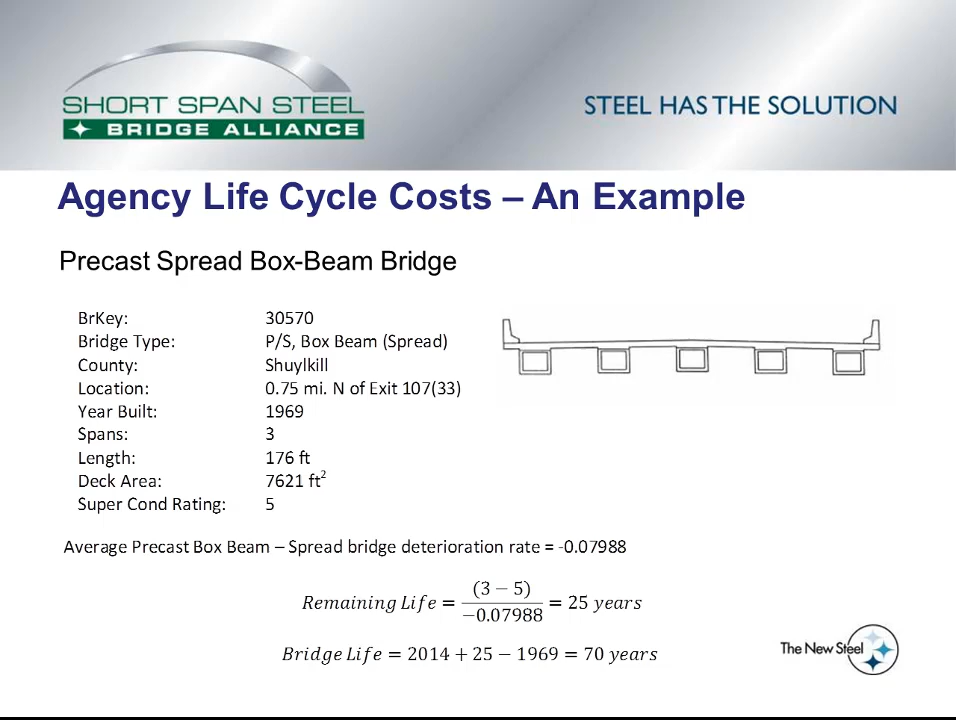 SHORT SPAN STEEL
BRIDGE ALLIANCE
STEEL HAS THE SOLUTION
Agency Life Cycle Costs – An Example
Precast Spread Box-Beam Bridge
BrKey: 30570
Bridge Type: P/S, Box Beam (Spread)
County: Shuylkill
Location: 0.75 mi. N of Exit 107(33)
Year Built: 1969
Spans: 3
Length: 176 ft
Deck Area: 7621 ft²
Super Cond Rating: 5
Average Precast Box Beam – Spread bridge deterioration rate = -0.07988
Remaining Life = (3 − 5) / −0.07988 = 25 years
Bridge Life = 2014 + 25 − 1969 = 70 years
The New Steel